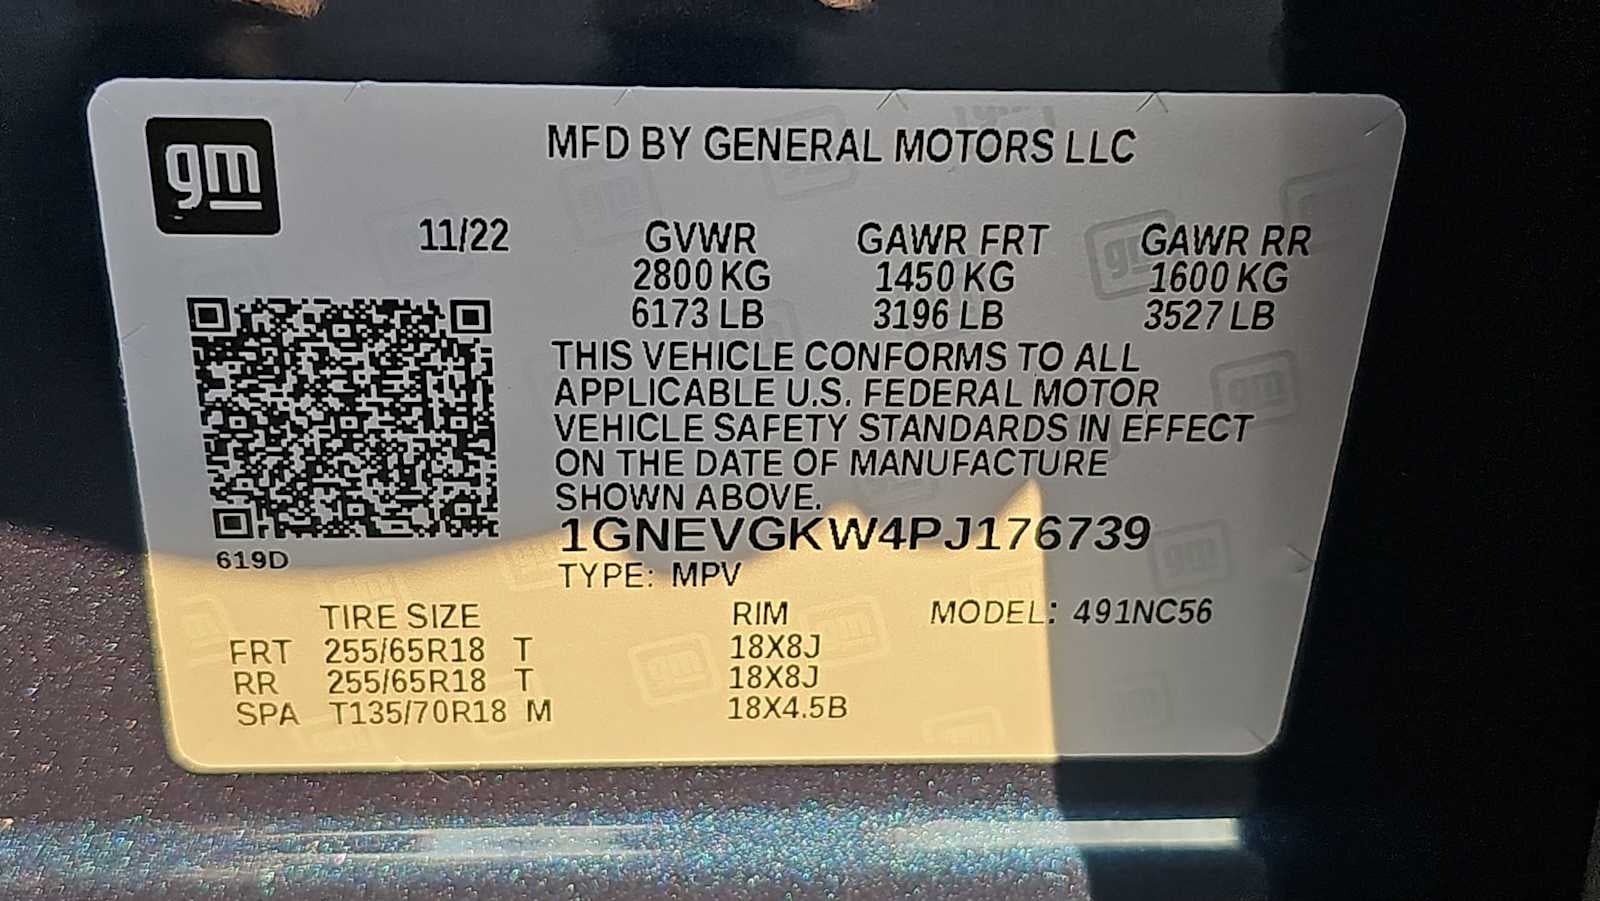 gm
MFD BY GENERAL MOTORS LLC
11/22 GVWR GAWR FRT GAWR RR
2800 KG 1450 KG 1600 KG
6173 LB 3196 LB 3527 LB
THIS VEHICLE CONFORMS TO ALL
APPLICABLE U.S. FEDERAL MOTOR
VEHICLE SAFETY STANDARDS IN EFFECT
ON THE DATE OF MANUFACTURE
SHOWN ABOVE.
1GNEVGKW4PJ176739
619D
TYPE: MPV
TIRE SIZE RIM MODEL: 491NC56
FRT 255/65R18 T 18X8J
RR 255/65R18 T 18X8J
SPA T135/70R18 M 18X4.5B